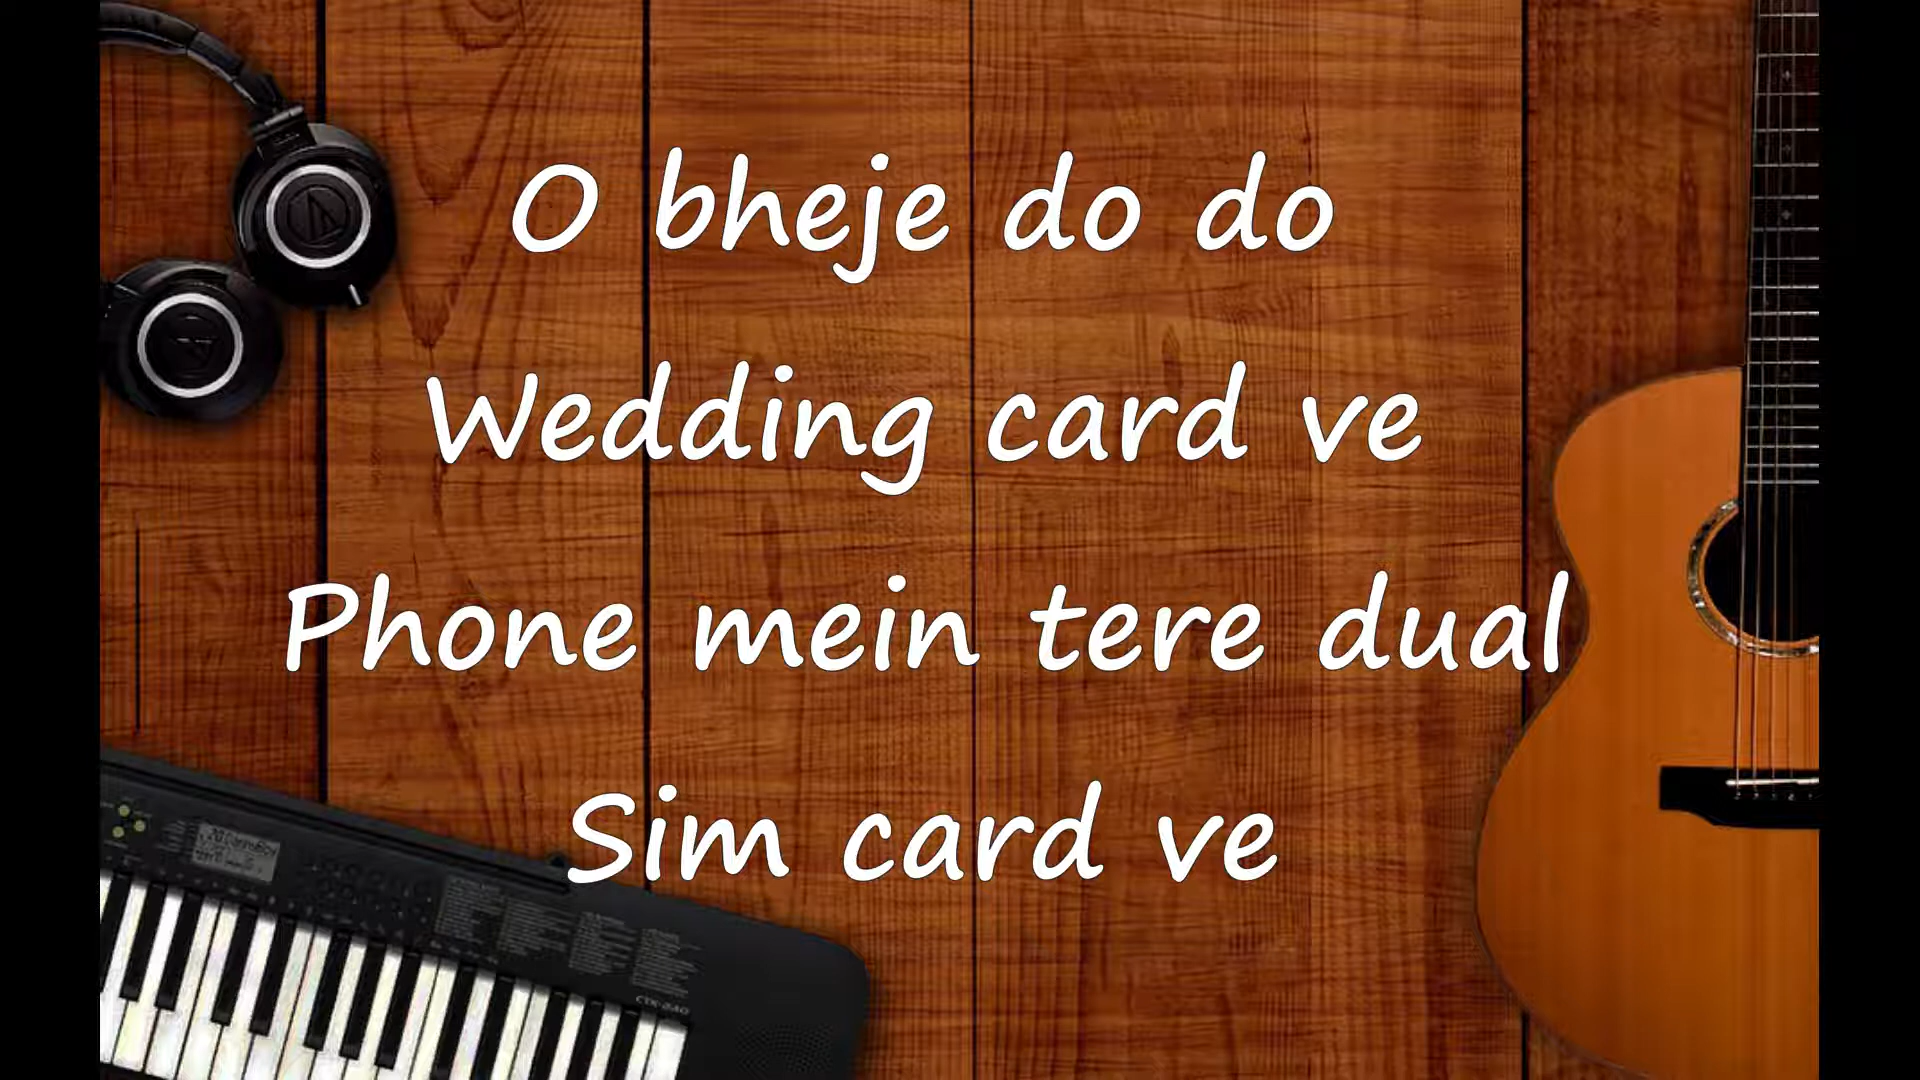 O bheje do do
Wedding card ve
Phone mein tere dual
Sim card ve